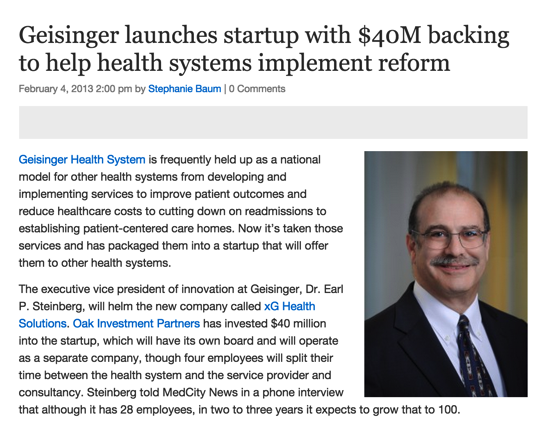 Geisinger launches startup with $40M backing
to help health systems implement reform
February 4, 2013 2:00 pm by Stephanie Baum | 0 Comments
Geisinger Health System is frequently held up as a national
model for other health systems from developing and
implementing services to improve patient outcomes and
reduce healthcare costs to cutting down on readmissions to
establishing patient-centered care homes. Now it's taken those
services and has packaged them into a startup that will offer
them to other health systems.
The executive vice president of innovation at Geisinger, Dr. Earl
P. Steinberg, will helm the new company called xG Health
Solutions. Oak Investment Partners has invested $40 million
into the startup, which will have its own board and will operate
as a separate company, though four employees will split their
time between the health system and the service provider and
consultancy. Steinberg told MedCity News in a phone interview
that although it has 28 employees, in two to three years it expects to grow that to 100.